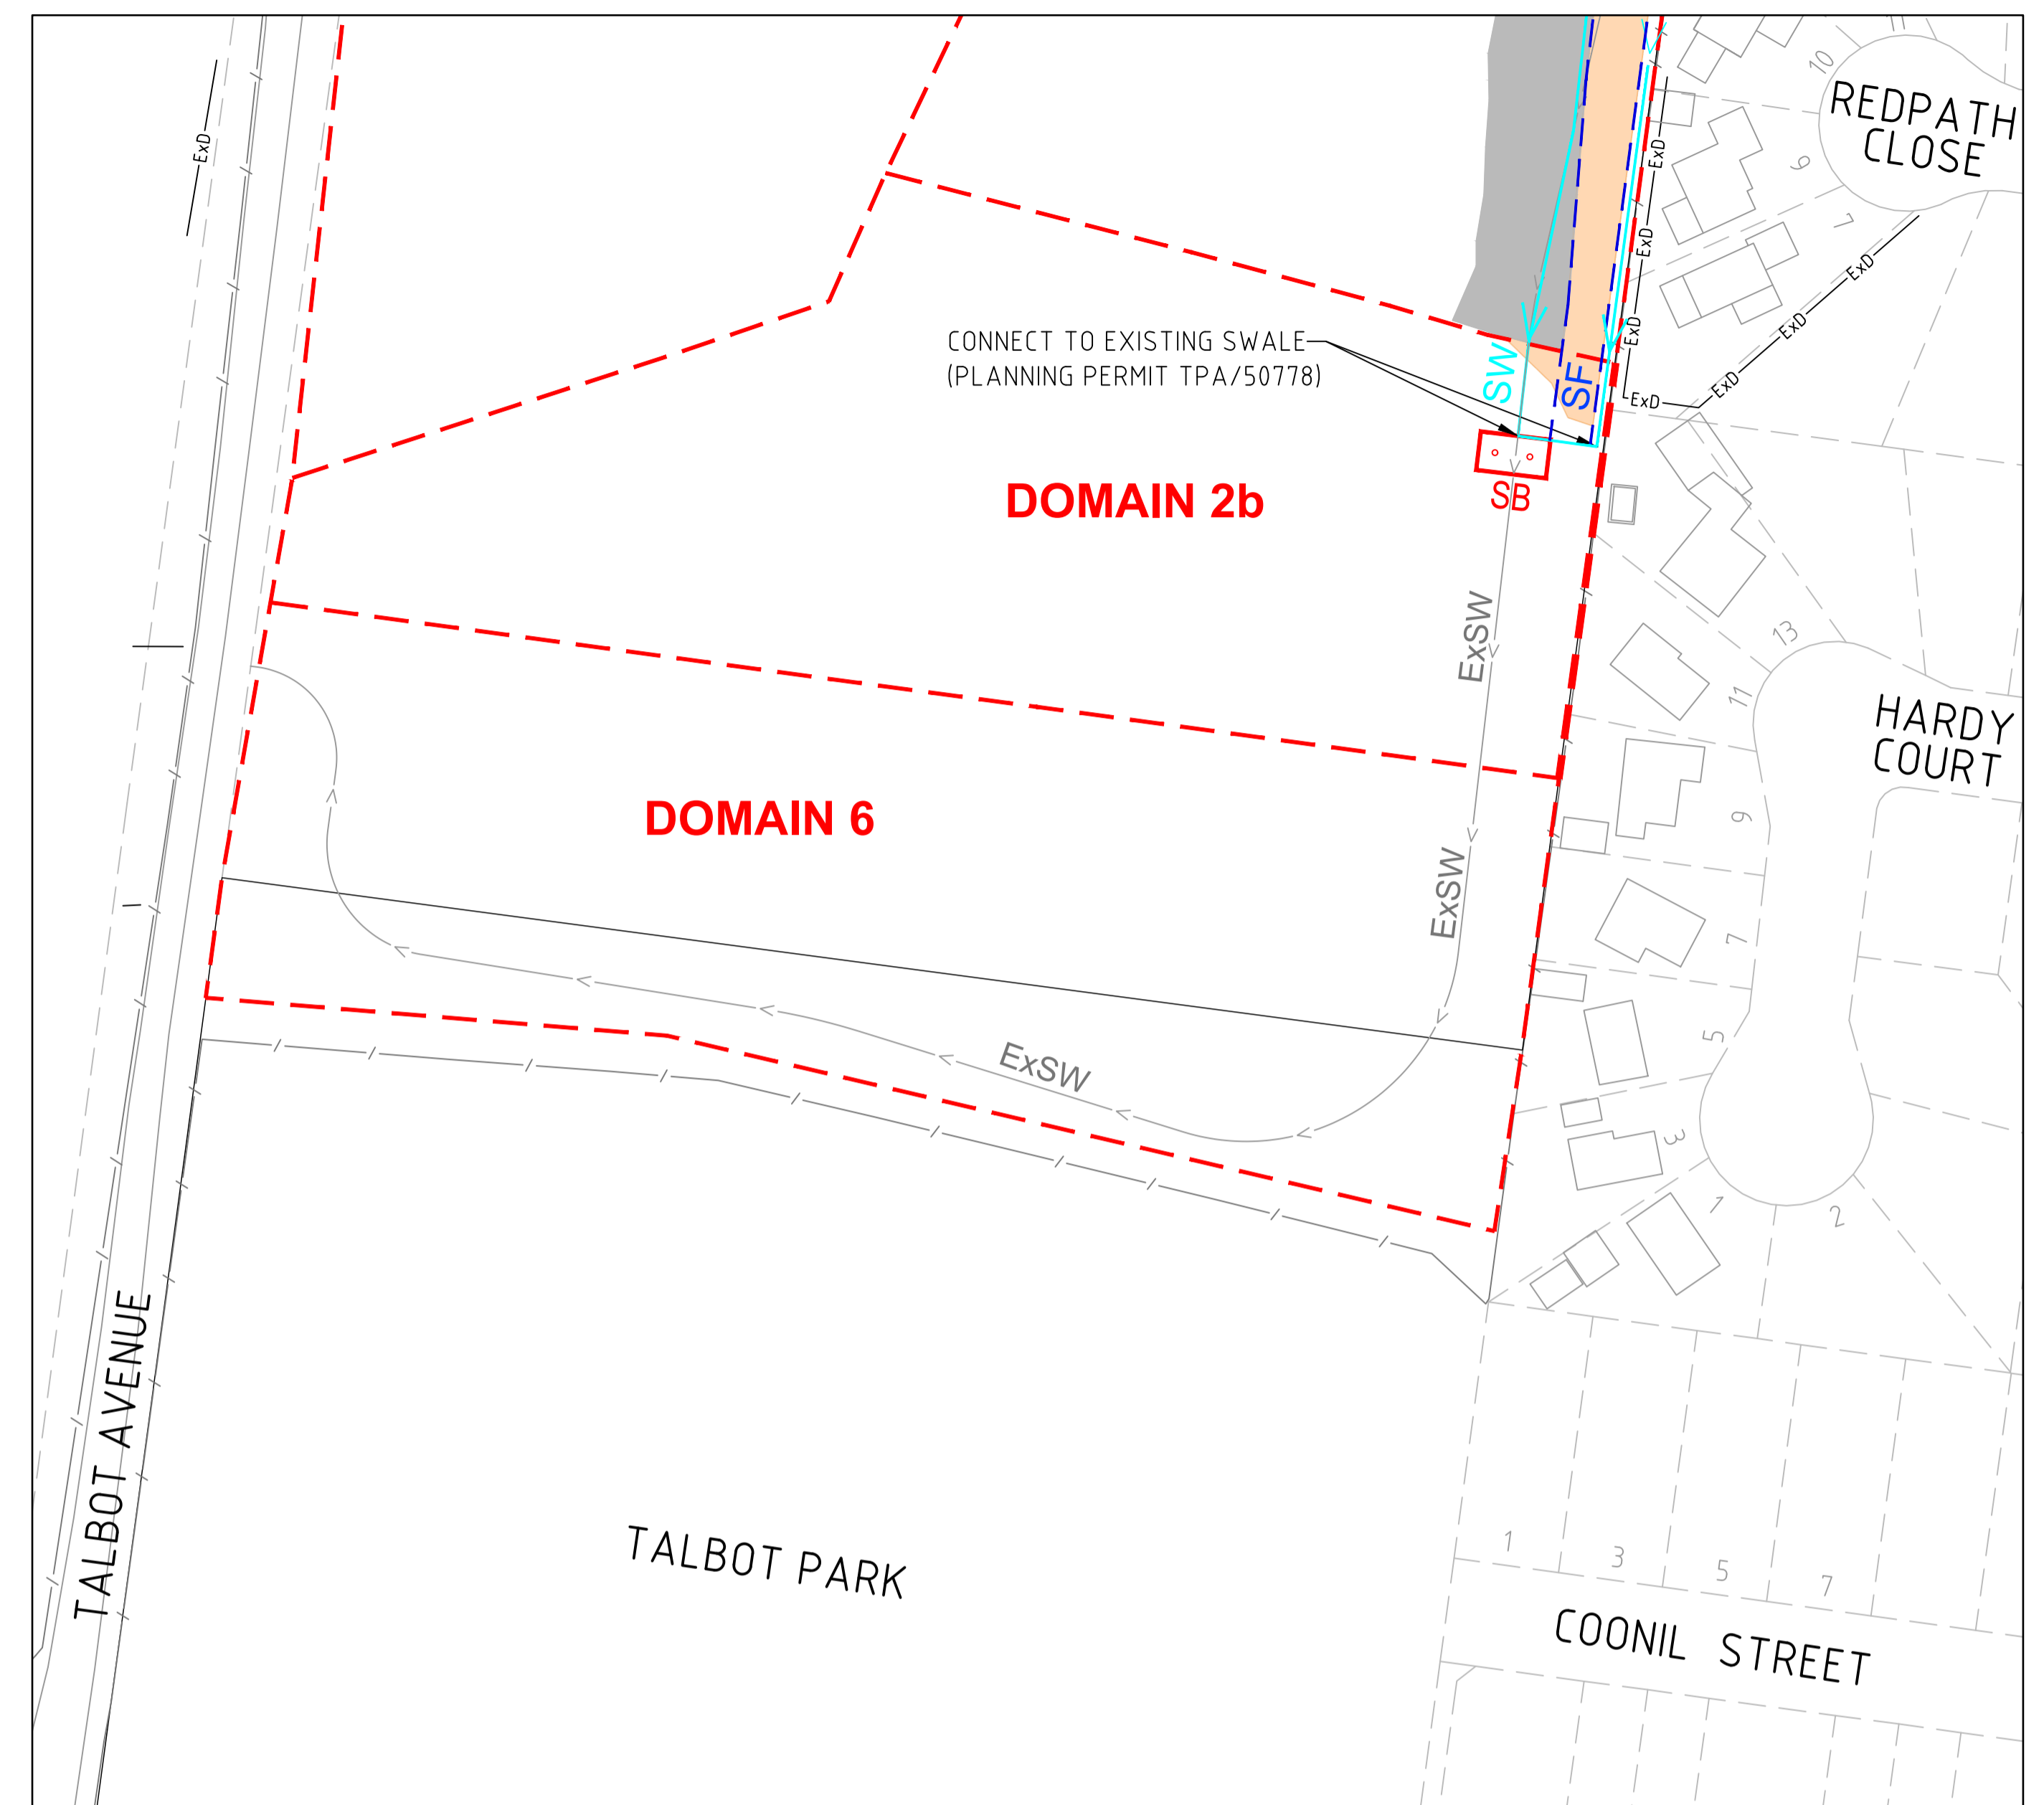 ExD
10
REDPATH
CLOSE
9
7
ExD
ExD
ExD
ExD
ExD
ExD
ExD
CONNECT TO EXISTING SWALE
(PLANNING PERMIT TPA/50778)
SW
SF
SB
DOMAIN 2b
ExSW
13
11
HARDY
COURT
DOMAIN 6
9
ExSW
7
5
ExSW
3
1
2
TALBOT AVENUE
TALBOT PARK
1
3
5
7
COONIL STREET